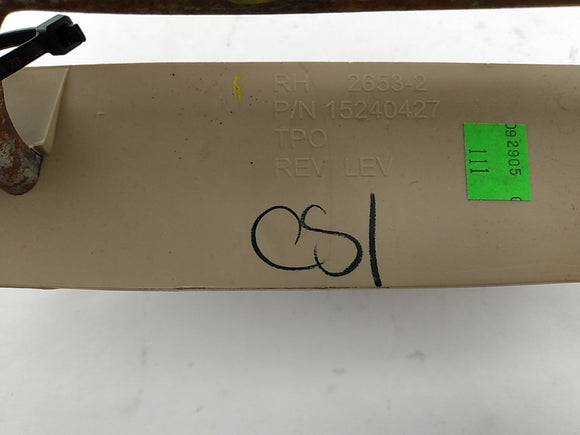 RH 2653-2
P/N 15240427
TPO
REV LEV
092905
111
CS1